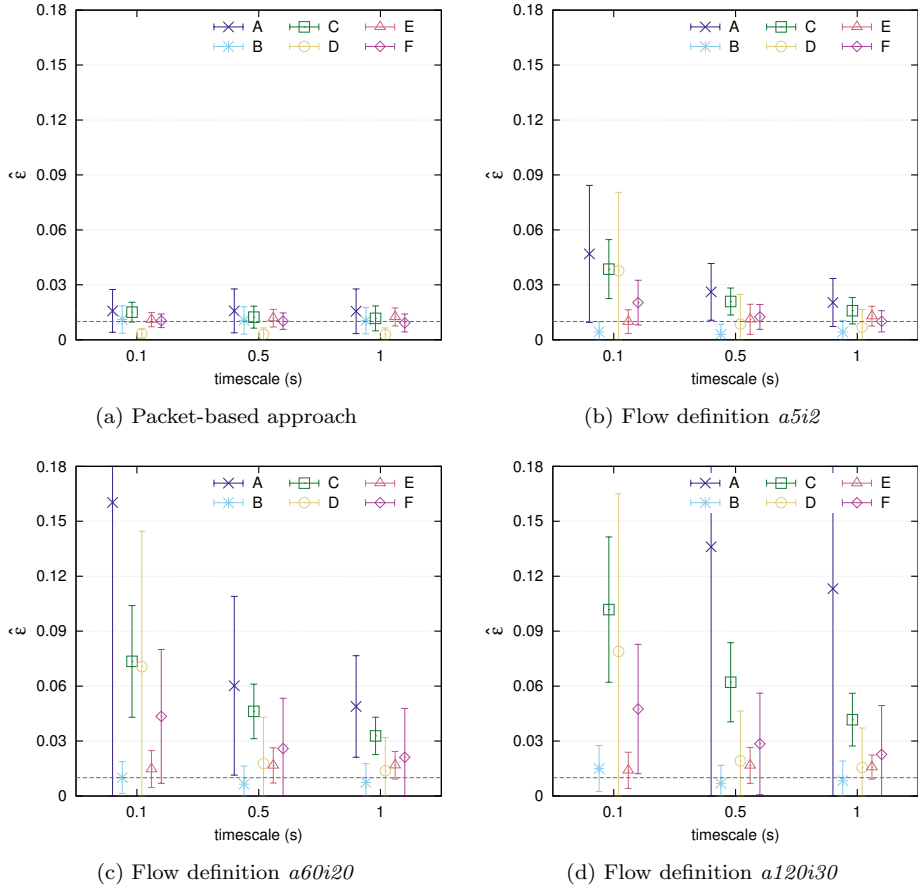 0.18
A C E
B D F
0.15
0.12
0.09
0.06
0.03
0
ε̂
0.1 0.5 1
timescale (s)
(a) Packet-based approach
0.18
A C E
B D F
0.15
0.12
0.09
0.06
0.03
0
ε̂
0.1 0.5 1
timescale (s)
(b) Flow definition a5i2
0.18
A C E
B D F
0.15
0.12
0.09
0.06
0.03
0
ε̂
0.1 0.5 1
timescale (s)
(c) Flow definition a60i20
0.18
A C E
B D F
0.15
0.12
0.09
0.06
0.03
0
ε̂
0.1 0.5 1
timescale (s)
(d) Flow definition a120i30